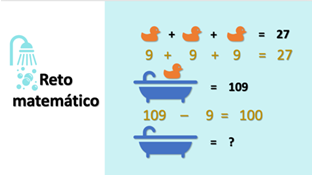 Reto
matemático
+ + = 27
9 + 9 + 9 = 27
= 109
109 − 9 = 100
= ?